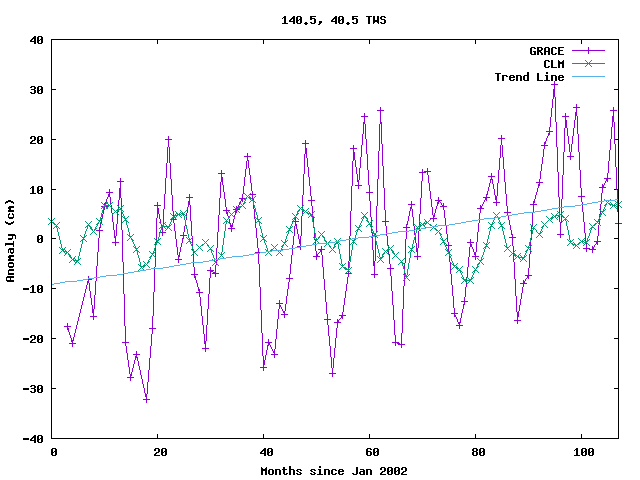 140.5, 40.5 TWS
GRACE
CLM
Trend Line
40
30
20
10
0
-10
-20
-30
-40
Anomaly (cm)
0 20 40 60 80 100
Months since Jan 2002